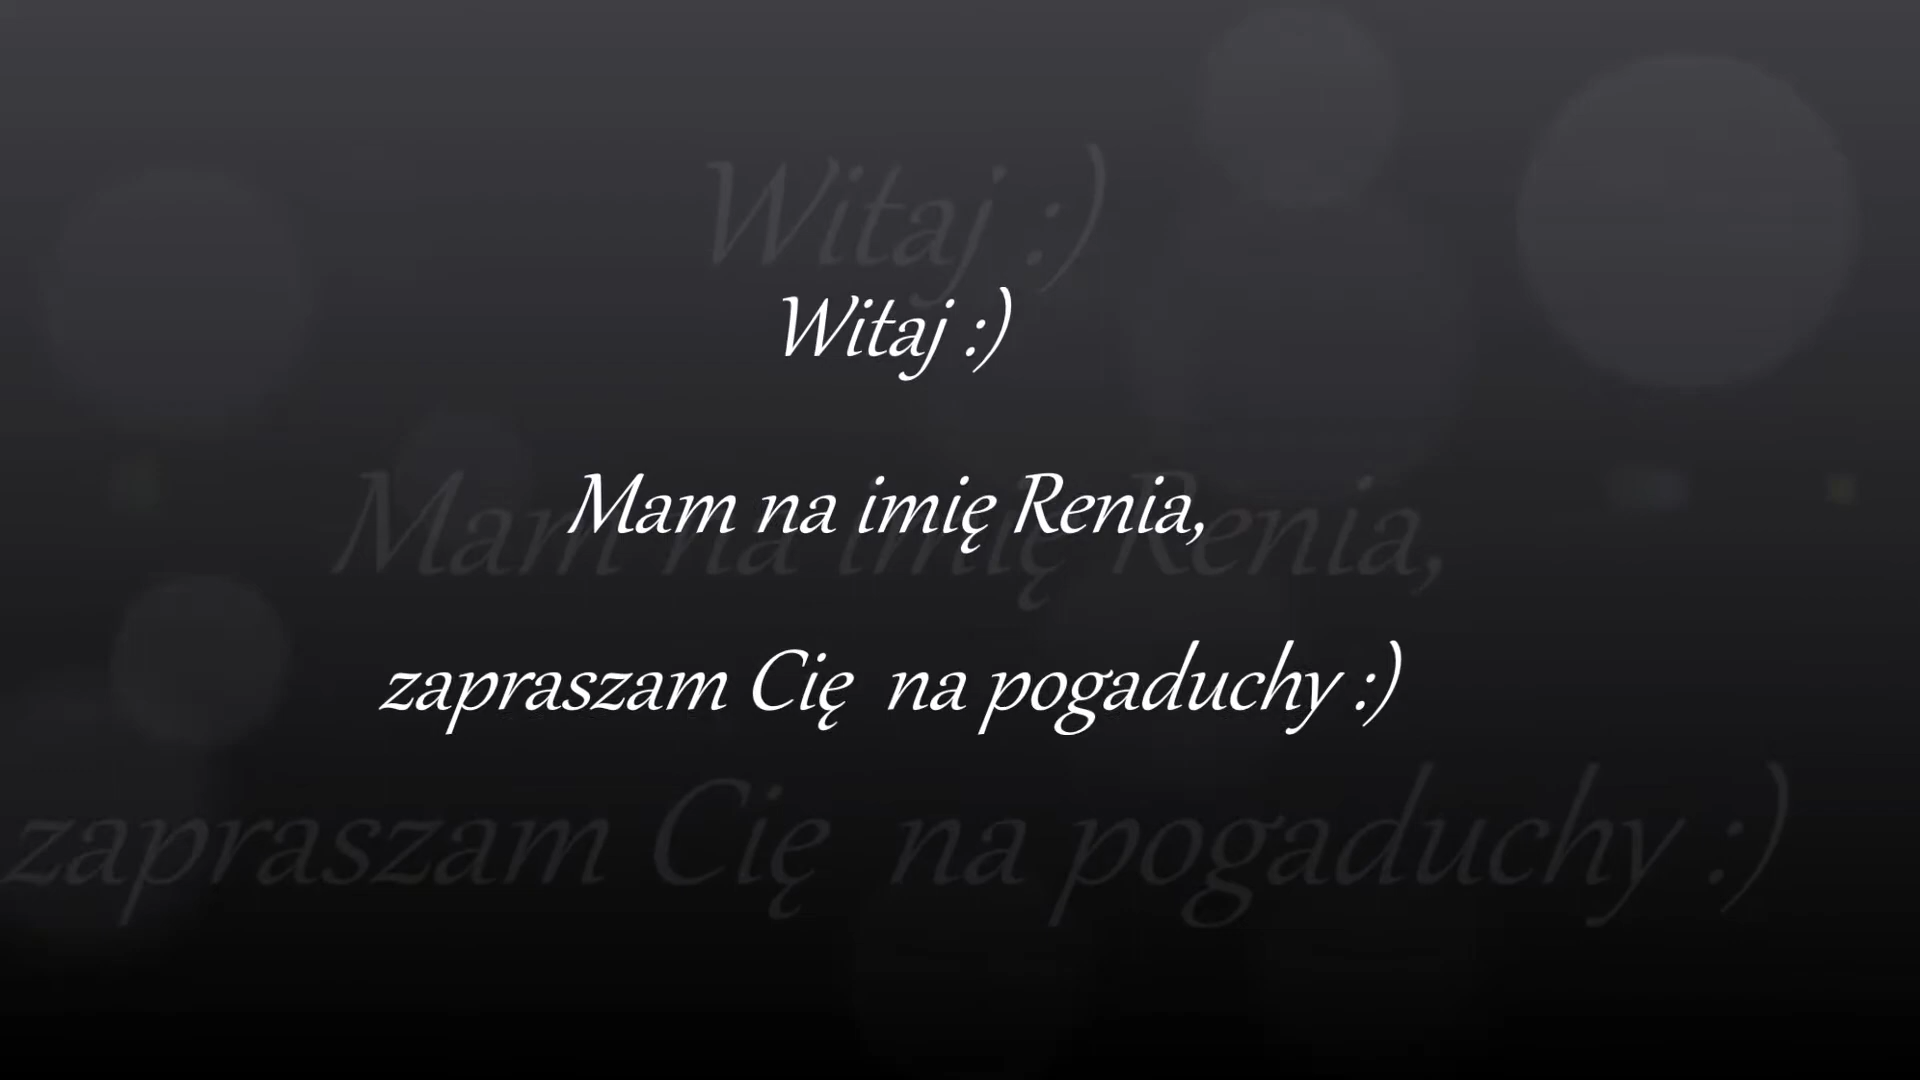 Witaj :)
Mam na imię Renia,
zapraszam Cię  na pogaduchy :)